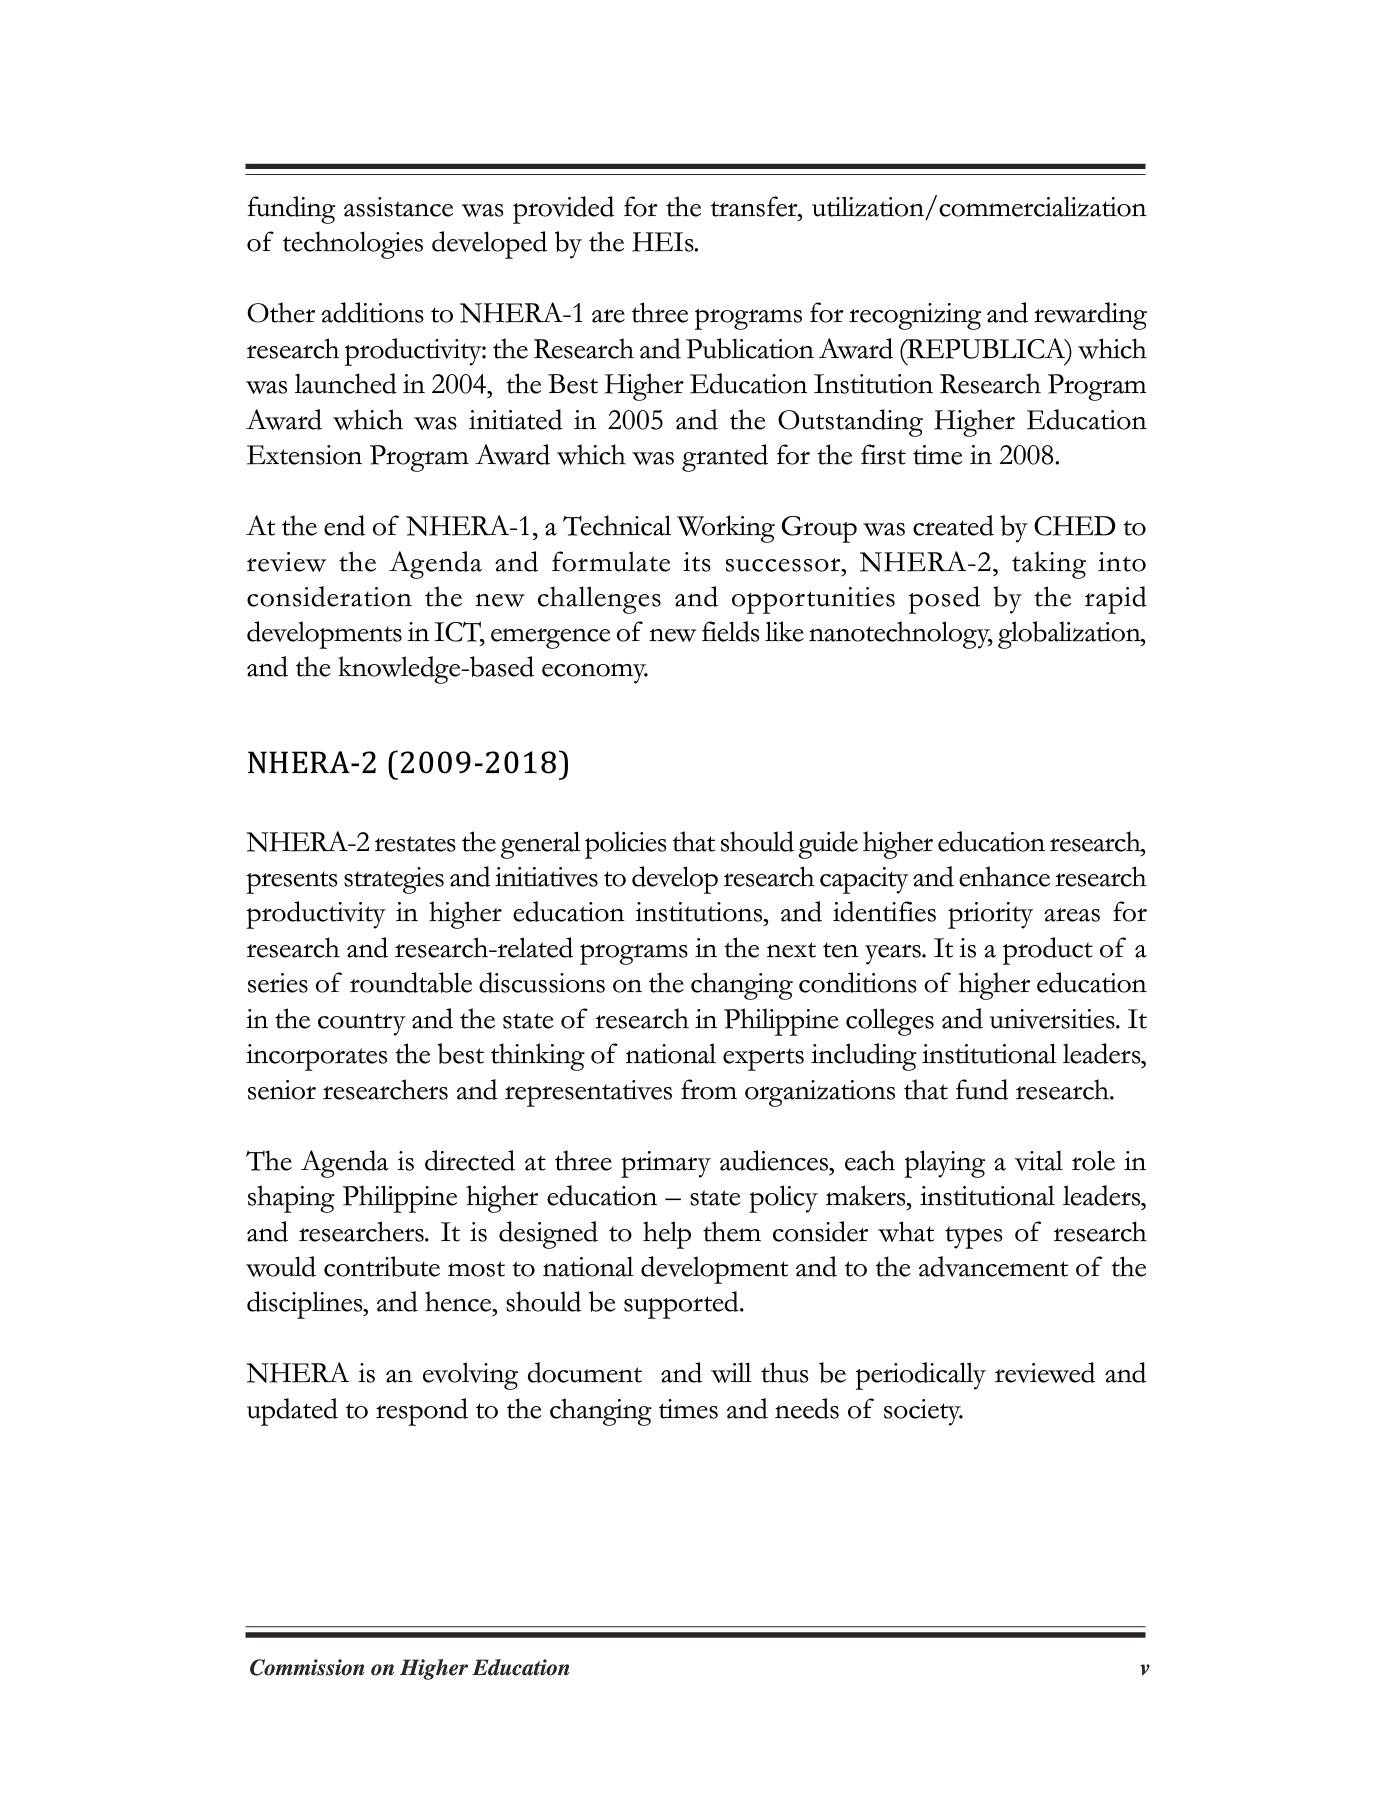 funding assistance was provided for the transfer, utilization/commercialization
of technologies developed by the HEIs.
Other additions to NHERA-1 are three programs for recognizing and rewarding
research productivity: the Research and Publication Award (REPUBLICA) which
was launched in 2004, the Best Higher Education Institution Research Program
Award which was initiated in 2005 and the Outstanding Higher Education
Extension Program Award which was granted for the first time in 2008.
At the end of NHERA-1, a Technical Working Group was created by CHED to
review the Agenda and formulate its successor, NHERA-2, taking into
consideration the new challenges and opportunities posed by the rapid
developments in ICT, emergence of new fields like nanotechnology, globalization,
and the knowledge-based economy.
NHERA-2 (2009-2018)
NHERA-2 restates the general policies that should guide higher education research,
presents strategies and initiatives to develop research capacity and enhance research
productivity in higher education institutions, and identifies priority areas for
research and research-related programs in the next ten years. It is a product of a
series of roundtable discussions on the changing conditions of higher education
in the country and the state of research in Philippine colleges and universities. It
incorporates the best thinking of national experts including institutional leaders,
senior researchers and representatives from organizations that fund research.
The Agenda is directed at three primary audiences, each playing a vital role in
shaping Philippine higher education – state policy makers, institutional leaders,
and researchers. It is designed to help them consider what types of research
would contribute most to national development and to the advancement of the
disciplines, and hence, should be supported.
NHERA is an evolving document and will thus be periodically reviewed and
updated to respond to the changing times and needs of society.
Commission on Higher Education v